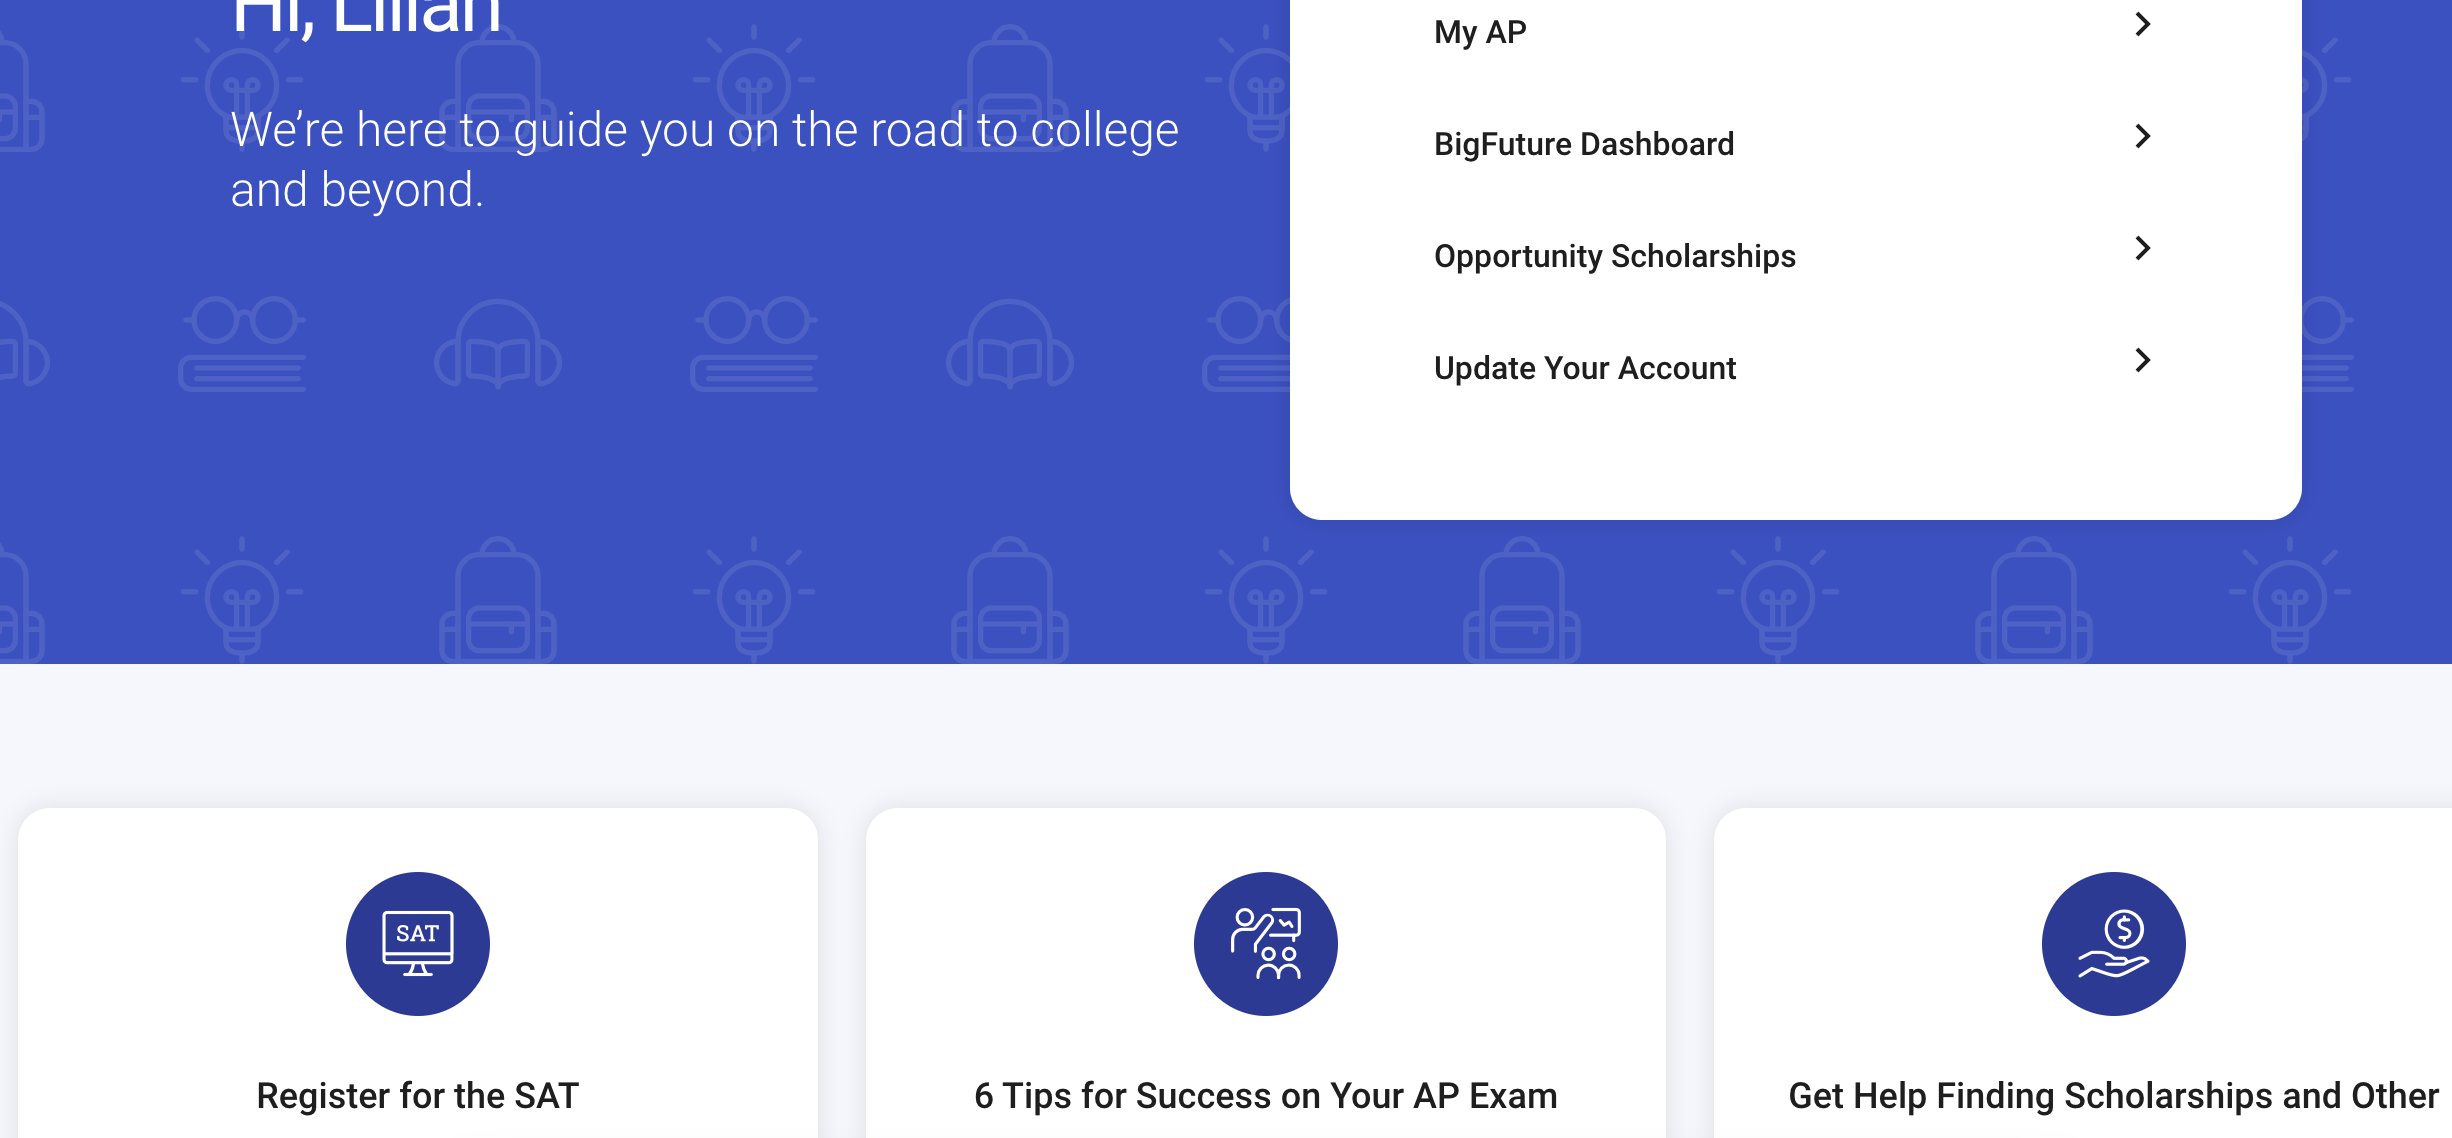 Hi, Lilian
We're here to guide you on the road to college
and beyond.
My AP
BigFuture Dashboard
Opportunity Scholarships
Update Your Account
SAT
Register for the SAT
6 Tips for Success on Your AP Exam
$
Get Help Finding Scholarships and Other